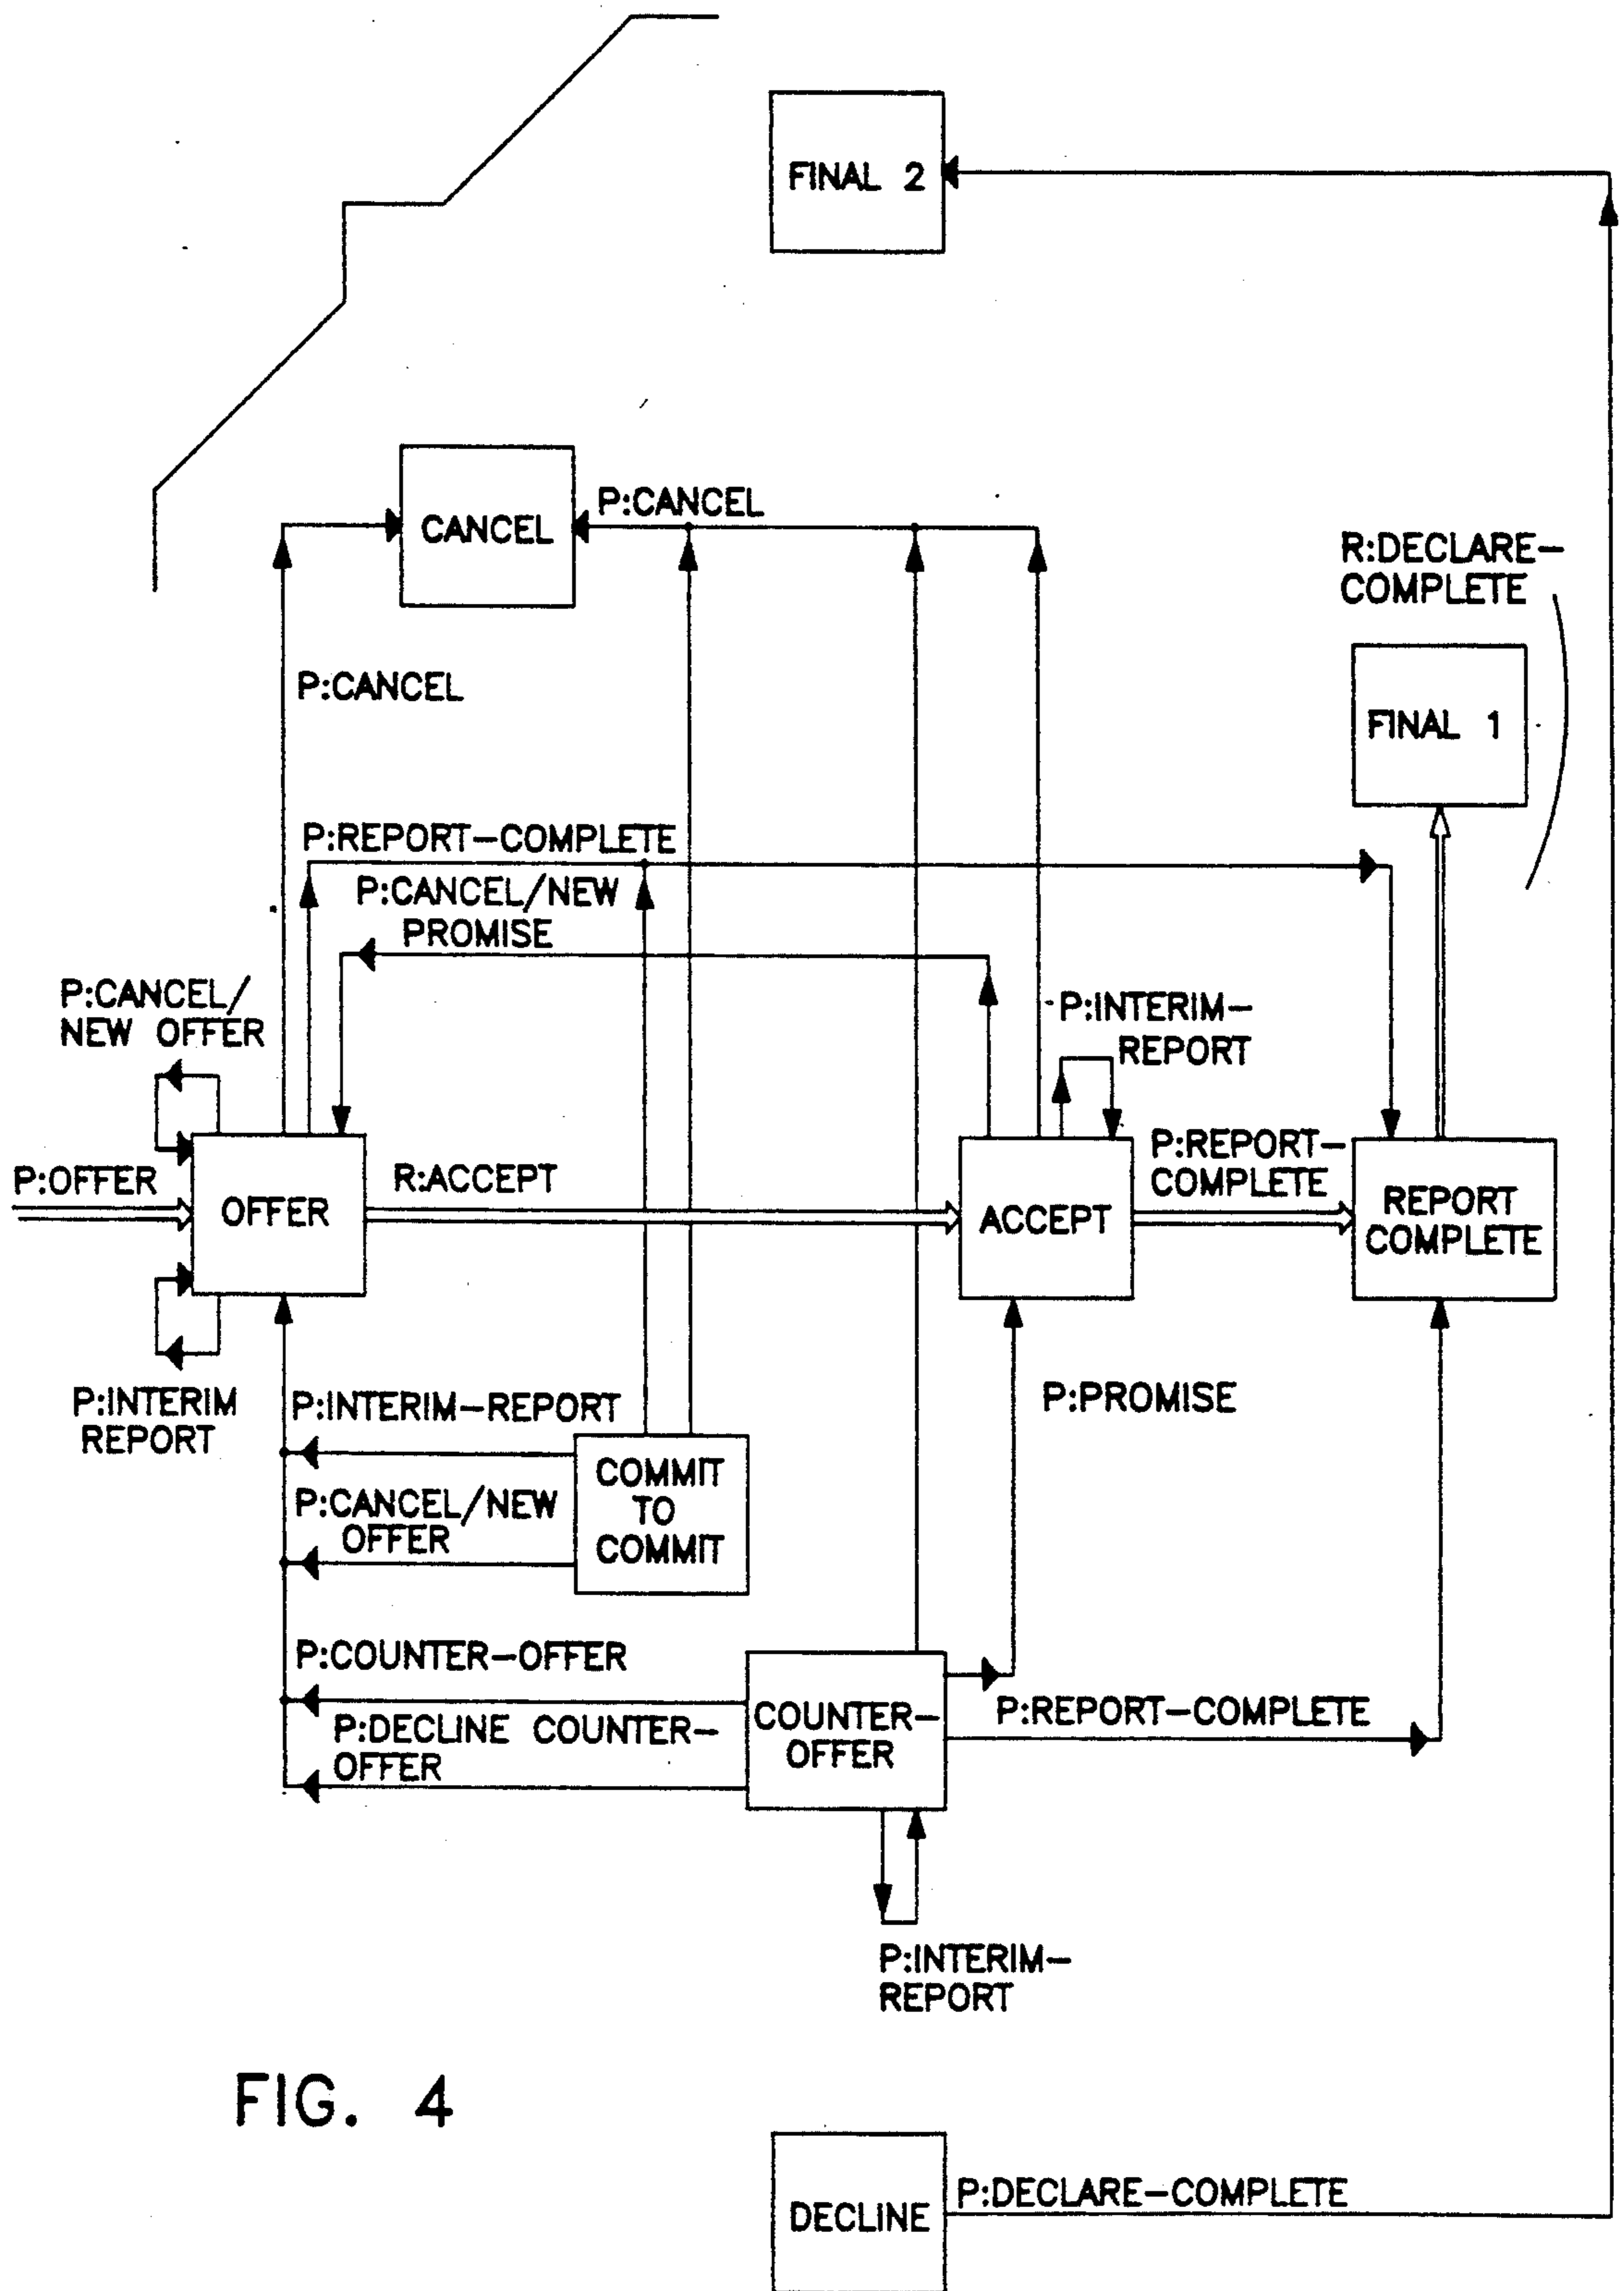 FINAL 2
P:CANCEL
CANCEL
R:DECLARE-
COMPLETE
P:CANCEL
FINAL 1
P:REPORT-COMPLETE
P:CANCEL/NEW
PROMISE
P:CANCEL/
NEW OFFER
P:INTERIM-
REPORT
P:OFFER
OFFER
R:ACCEPT
ACCEPT
P:REPORT-
COMPLETE
REPORT
COMPLETE
P:INTERIM
REPORT
P:INTERIM-REPORT
P:PROMISE
COMMIT
TO
COMMIT
P:CANCEL/NEW
OFFER
P:COUNTER-OFFER
P:DECLINE COUNTER-
OFFER
COUNTER-
OFFER
P:REPORT-COMPLETE
P:INTERIM-
REPORT
FIG. 4
DECLINE
P:DECLARE-COMPLETE